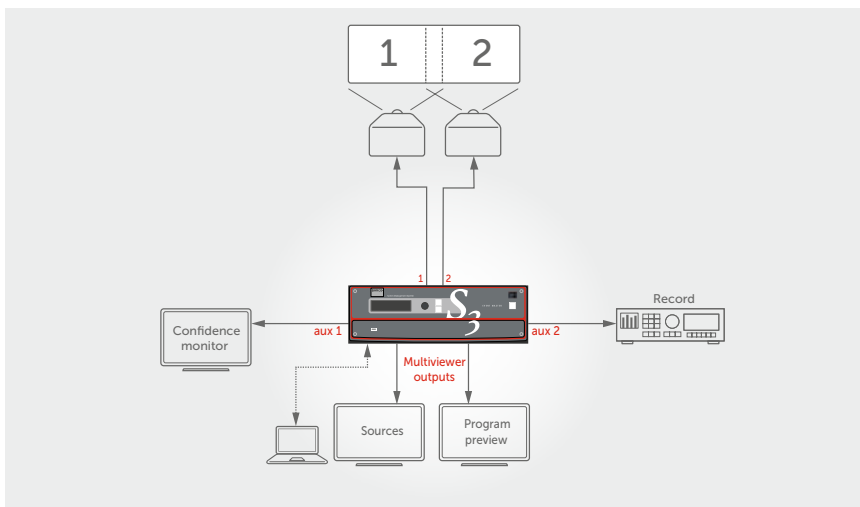 1 2
1 2
S3
Record
aux 1
aux 2
Confidence
monitor
Multiviewer
outputs
Sources
Program
preview